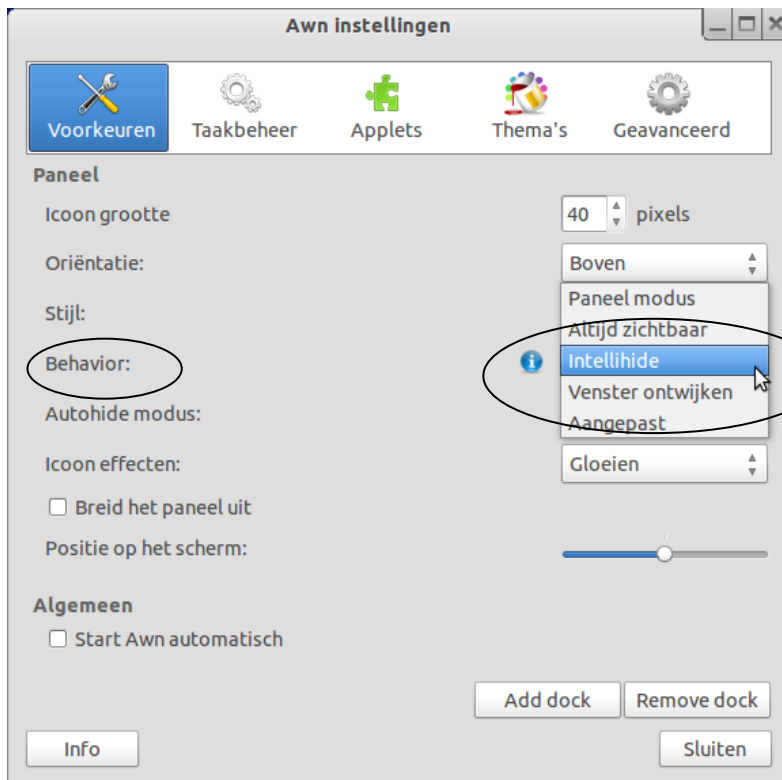 Awn instellingen
Voorkeuren Taakbeheer Applets Thema's Geavanceerd
Paneel
Icoon grootte 40 pixels
Oriëntatie: Boven
Paneel modus
Stijl:
Altijd zichtbaar
Behavior: Intellihide
Venster ontwijken
Autohide modus:
Aangepast
Icoon effecten: Gloeien
Breid het paneel uit
Positie op het scherm:
Algemeen
Start Awn automatisch
Add dock Remove dock
Info Sluiten